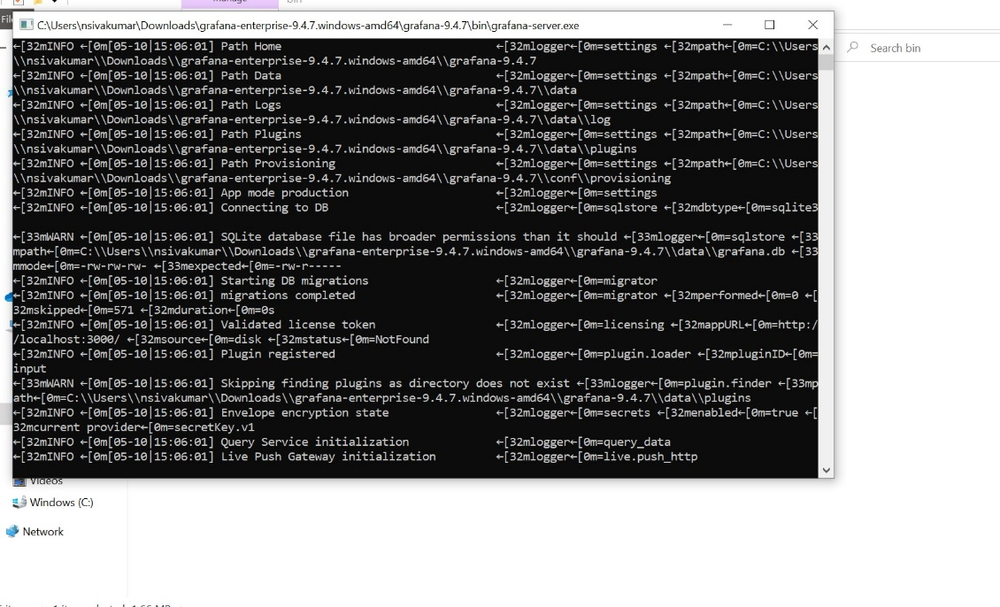 Manage
bin
File
C:\Users\nsivakumar\Downloads\grafana-enterprise-9.4.7.windows-amd64\grafana-9.4.7\bin\grafana-server.exe
Search bin
←[32mINFO ←[0m[05-10|15:06:01] Path Home ←[32mlogger←[0m=settings ←[32mpath←[0m=C:\\Users
\\nsivakumar\\Downloads\\grafana-enterprise-9.4.7.windows-amd64\\grafana-9.4.7
←[32mINFO ←[0m[05-10|15:06:01] Path Data ←[32mlogger←[0m=settings ←[32mpath←[0m=C:\\Users
\\nsivakumar\\Downloads\\grafana-enterprise-9.4.7.windows-amd64\\grafana-9.4.7\\data
←[32mINFO ←[0m[05-10|15:06:01] Path Logs ←[32mlogger←[0m=settings ←[32mpath←[0m=C:\\Users
\\nsivakumar\\Downloads\\grafana-enterprise-9.4.7.windows-amd64\\grafana-9.4.7\\data\\log
←[32mINFO ←[0m[05-10|15:06:01] Path Plugins ←[32mlogger←[0m=settings ←[32mpath←[0m=C:\\Users
\\nsivakumar\\Downloads\\grafana-enterprise-9.4.7.windows-amd64\\grafana-9.4.7\\data\\plugins
←[32mINFO ←[0m[05-10|15:06:01] Path Provisioning ←[32mlogger←[0m=settings ←[32mpath←[0m=C:\\Users
\\nsivakumar\\Downloads\\grafana-enterprise-9.4.7.windows-amd64\\grafana-9.4.7\\conf\\provisioning
←[32mINFO ←[0m[05-10|15:06:01] App mode production ←[32mlogger←[0m=settings
←[32mINFO ←[0m[05-10|15:06:01] Connecting to DB ←[32mlogger←[0m=sqlstore ←[32mdbtype←[0m=sqlite3
←[33mWARN ←[0m[05-10|15:06:01] SQLite database file has broader permissions than it should ←[33mlogger←[0m=sqlstore ←[33
mpath←[0m=C:\\Users\\nsivakumar\\Downloads\\grafana-enterprise-9.4.7.windows-amd64\\grafana-9.4.7\\data\\grafana.db ←[33
mmode←[0m=-rw-rw-rw- ←[33mexpected←[0m=-rw-r-----
←[32mINFO ←[0m[05-10|15:06:01] Starting DB migrations ←[32mlogger←[0m=migrator
←[32mINFO ←[0m[05-10|15:06:01] migrations completed ←[32mlogger←[0m=migrator ←[32mperformed←[0m=0 ←[
32mskipped←[0m=571 ←[32mduration←[0m=0s
←[32mINFO ←[0m[05-10|15:06:01] Validated license token ←[32mlogger←[0m=licensing ←[32mappURL←[0m=http:/
/localhost:3000/ ←[32msource←[0m=disk ←[32mstatus←[0m=NotFound
←[32mINFO ←[0m[05-10|15:06:01] Plugin registered ←[32mlogger←[0m=plugin.loader ←[32mpluginID←[0m=
input
←[33mWARN ←[0m[05-10|15:06:01] Skipping finding plugins as directory does not exist ←[33mlogger←[0m=plugin.finder ←[33mp
ath←[0m=C:\\Users\\nsivakumar\\Downloads\\grafana-enterprise-9.4.7.windows-amd64\\grafana-9.4.7\\data\\plugins
←[32mINFO ←[0m[05-10|15:06:01] Envelope encryption state ←[32mlogger←[0m=secrets ←[32menabled←[0m=true ←[
32mcurrent provider←[0m=secretKey.v1
←[32mINFO ←[0m[05-10|15:06:01] Query Service initialization ←[32mlogger←[0m=query_data
←[32mINFO ←[0m[05-10|15:06:01] Live Push Gateway initialization ←[32mlogger←[0m=live.push_http
Videos
Windows (C:)
Network